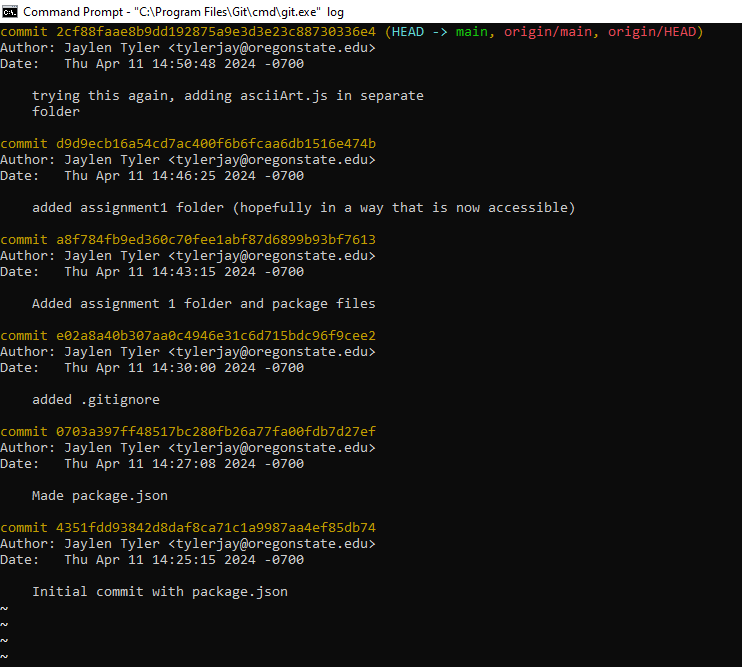 Command Prompt - "C:\Program Files\Git\cmd\git.exe" log
commit 2cf88faae8b9dd192875a9e3d3e23c88730336e4 (HEAD -> main, origin/main, origin/HEAD)
Author: Jaylen Tyler <tylerjay@oregonstate.edu>
Date:   Thu Apr 11 14:50:48 2024 -0700
trying this again, adding asciiArt.js in separate
folder
commit d9d9ecb16a54cd7ac400f6b6fcaa6db1516e474b
Author: Jaylen Tyler <tylerjay@oregonstate.edu>
Date:   Thu Apr 11 14:46:25 2024 -0700
added assignment1 folder (hopefully in a way that is now accessible)
commit a8f784fb9ed360c70fee1abf87d6899b93bf7613
Author: Jaylen Tyler <tylerjay@oregonstate.edu>
Date:   Thu Apr 11 14:43:15 2024 -0700
Added assignment 1 folder and package files
commit e02a8a40b307aa0c4946e31c6d715bdc96f9cee2
Author: Jaylen Tyler <tylerjay@oregonstate.edu>
Date:   Thu Apr 11 14:30:00 2024 -0700
added .gitignore
commit 0703a397ff48517bc280fb26a77fa00fdb7d27ef
Author: Jaylen Tyler <tylerjay@oregonstate.edu>
Date:   Thu Apr 11 14:27:08 2024 -0700
Made package.json
commit 4351fdd93842d8daf8ca71c1a9987aa4ef85db74
Author: Jaylen Tyler <tylerjay@oregonstate.edu>
Date:   Thu Apr 11 14:25:15 2024 -0700
Initial commit with package.json
~
~
~
~